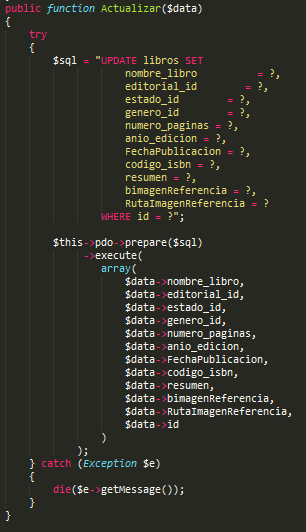 public function Actualizar($data)
{
    try
    {
        $sql = "UPDATE libros SET
                    nombre_libro          = ?,
                    editorial_id        = ?,
                    estado_id        = ?,
                    genero_id        = ?,
                    numero_paginas = ?,
                    anio_edicion = ?,
                    FechaPublicacion = ?,
                    codigo_isbn = ?,
                    resumen = ?,
                    bimagenReferencia = ?,
                    RutaImagenReferencia = ?
                WHERE id = ?";

        $this->pdo->prepare($sql)
             ->execute(
                array(
                    $data->nombre_libro,
                    $data->editorial_id,
                    $data->estado_id,
                    $data->genero_id,
                    $data->numero_paginas,
                    $data->anio_edicion,
                    $data->FechaPublicacion,
                    $data->codigo_isbn,
                    $data->resumen,
                    $data->bimagenReferencia,
                    $data->RutaImagenReferencia,
                    $data->id
                )
            );
    } catch (Exception $e)
    {
        die($e->getMessage());
    }
}